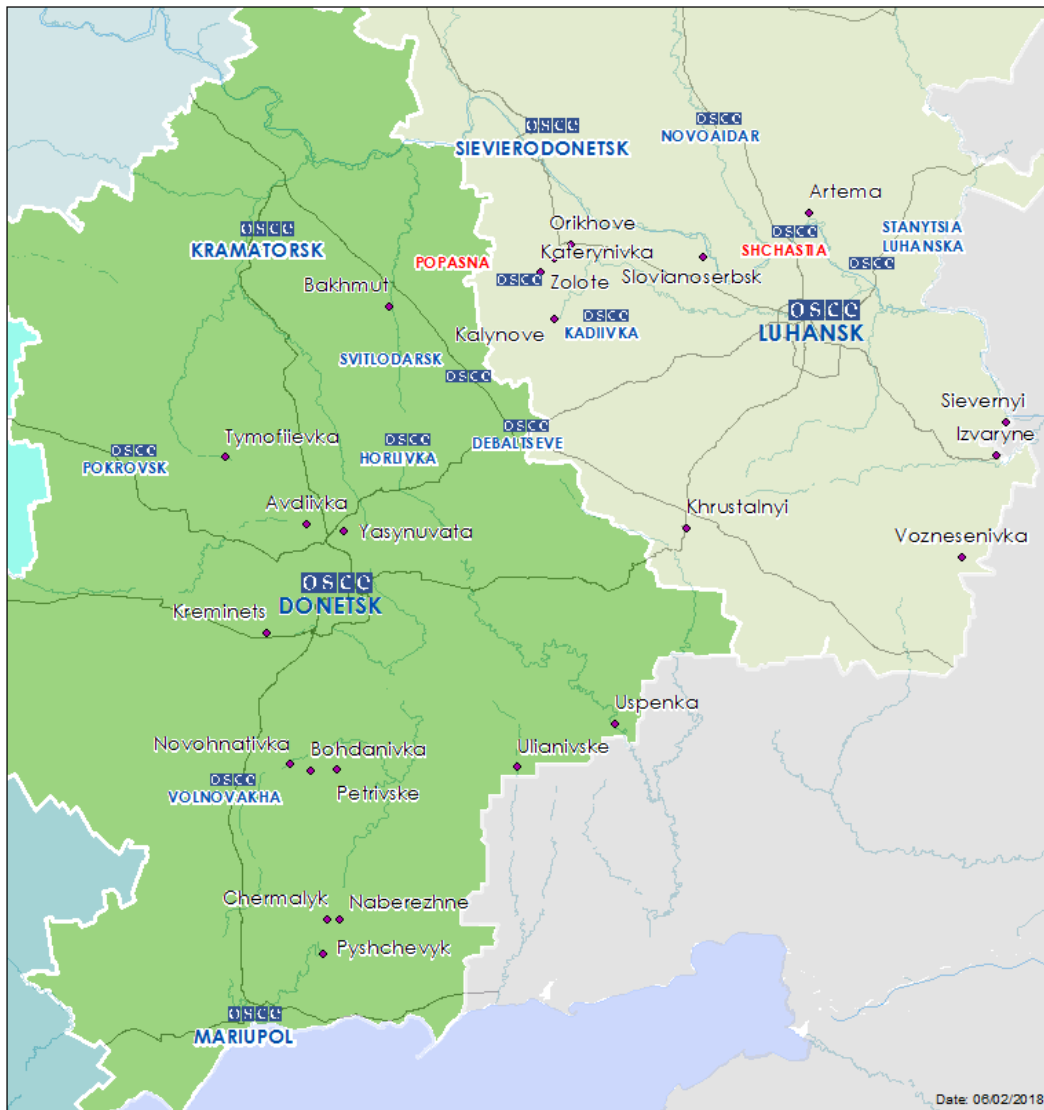 OSCE
NOVOAIDAR
OSCE
SIEVIERODONETSK
Artema
OSCE
KRAMATORSK
Orikhove
OSCE
SHCHASTIA
STANYTSIA
LUHANSKA
OSCE
POPASNA
OSCE
Katerynivka
Zolote
Slovianoserbsk
Bakhmut
Kalynove
OSCE
KADIIVKA
OSCE
LUHANSK
SVITLODARSK
OSCE
Sievernyi
Izvaryne
OSCE
DEBALTSEVE
OSCE
POKROVSK
Tymofiievka
OSCE
HORLIVKA
Avdiivka
Yasynuvata
Khrustalnyi
Voznesenivka
OSCE
DONETSK
Kreminets
Uspenka
Novohnativka
Bohdanivka
Ulianivske
OSCE
VOLNOVAKHA
Petrivske
Chermalyk
Naberezhne
Pyshchevyk
OSCE
MARIUPOL
Date: 06/02/2018